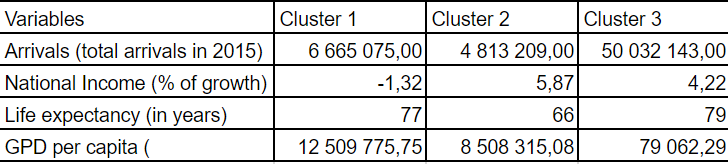 Variables Cluster 1 Cluster 2 Cluster 3
Arrivals (total arrivals in 2015) 6 665 075,00 4 813 209,00 50 032 143,00
National Income (% of growth) -1,32 5,87 4,22
Life expectancy (in years) 77 66 79
GPD per capita ( 12 509 775,75 8 508 315,08 79 062,29